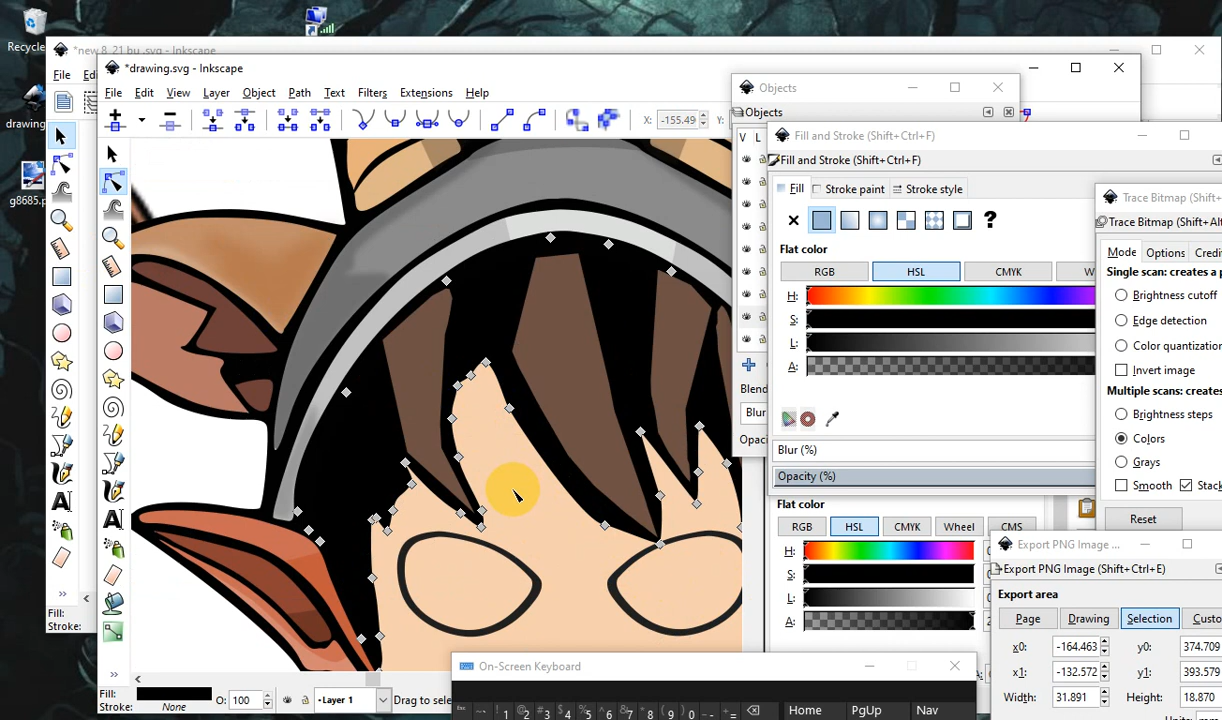 Recycle
*new 8_21 bu .svg - Inkscape
File
*drawing.svg - Inkscape
File Edit View Layer Object Path Text Filters Extensions Help
X: -155.49 Y:
drawing
g8685.p
Objects
Objects
V L
Fill and Stroke (Shift+Ctrl+F)
Fill and Stroke (Shift+Ctrl+F)
Fill Stroke paint Stroke style
?
Flat color
RGB HSL CMYK W
H:
S:
L:
A:
Blur (%)
Opacity (%)
Blend
Blur
Opaci
Flat color
RGB HSL CMYK Wheel CMS
H:
S:
L:
A:
Trace Bitmap (Shift+
Trace Bitmap (Shift+Alt
Mode Options Credi
Single scan: creates a p
Brightness cutoff
Edge detection
Color quantization
Invert image
Multiple scans: creates
Brightness steps
Colors
Grays
Smooth Stack
Reset
Export PNG Image ...
Export PNG Image (Shift+Ctrl+E)
Export area
Page Drawing Selection Custo
x0: -164.463 y0: 374.709
x1: -132.572 y1: 393.579
Width: 31.891 Height: 18.870
Fill:
Stroke:
Fill:
Stroke: None
O: 100
Layer 1
Drag to sele
On-Screen Keyboard
Home PgUp Nav